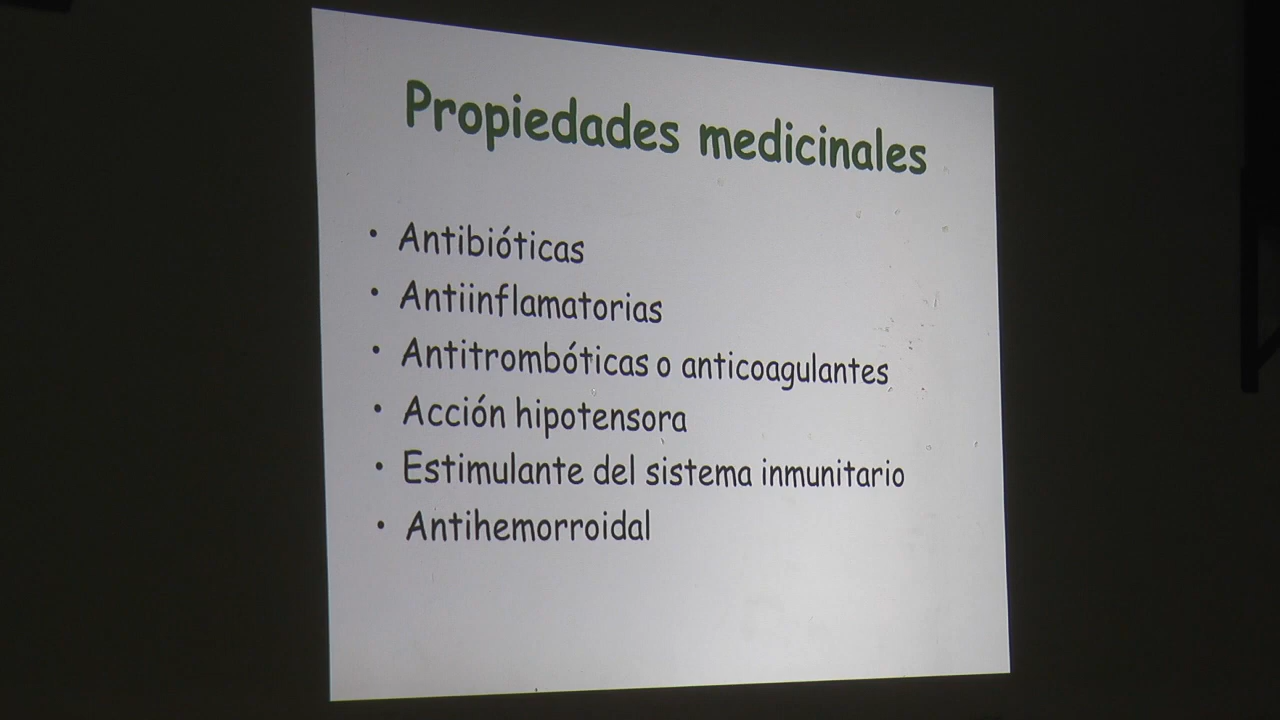 Propiedades medicinales
• Antibióticas
• Antiinflamatorias
• Antitrombóticas o anticoagulantes
• Acción hipotensora
• Estimulante del sistema inmunitario
• Antihemorroidal